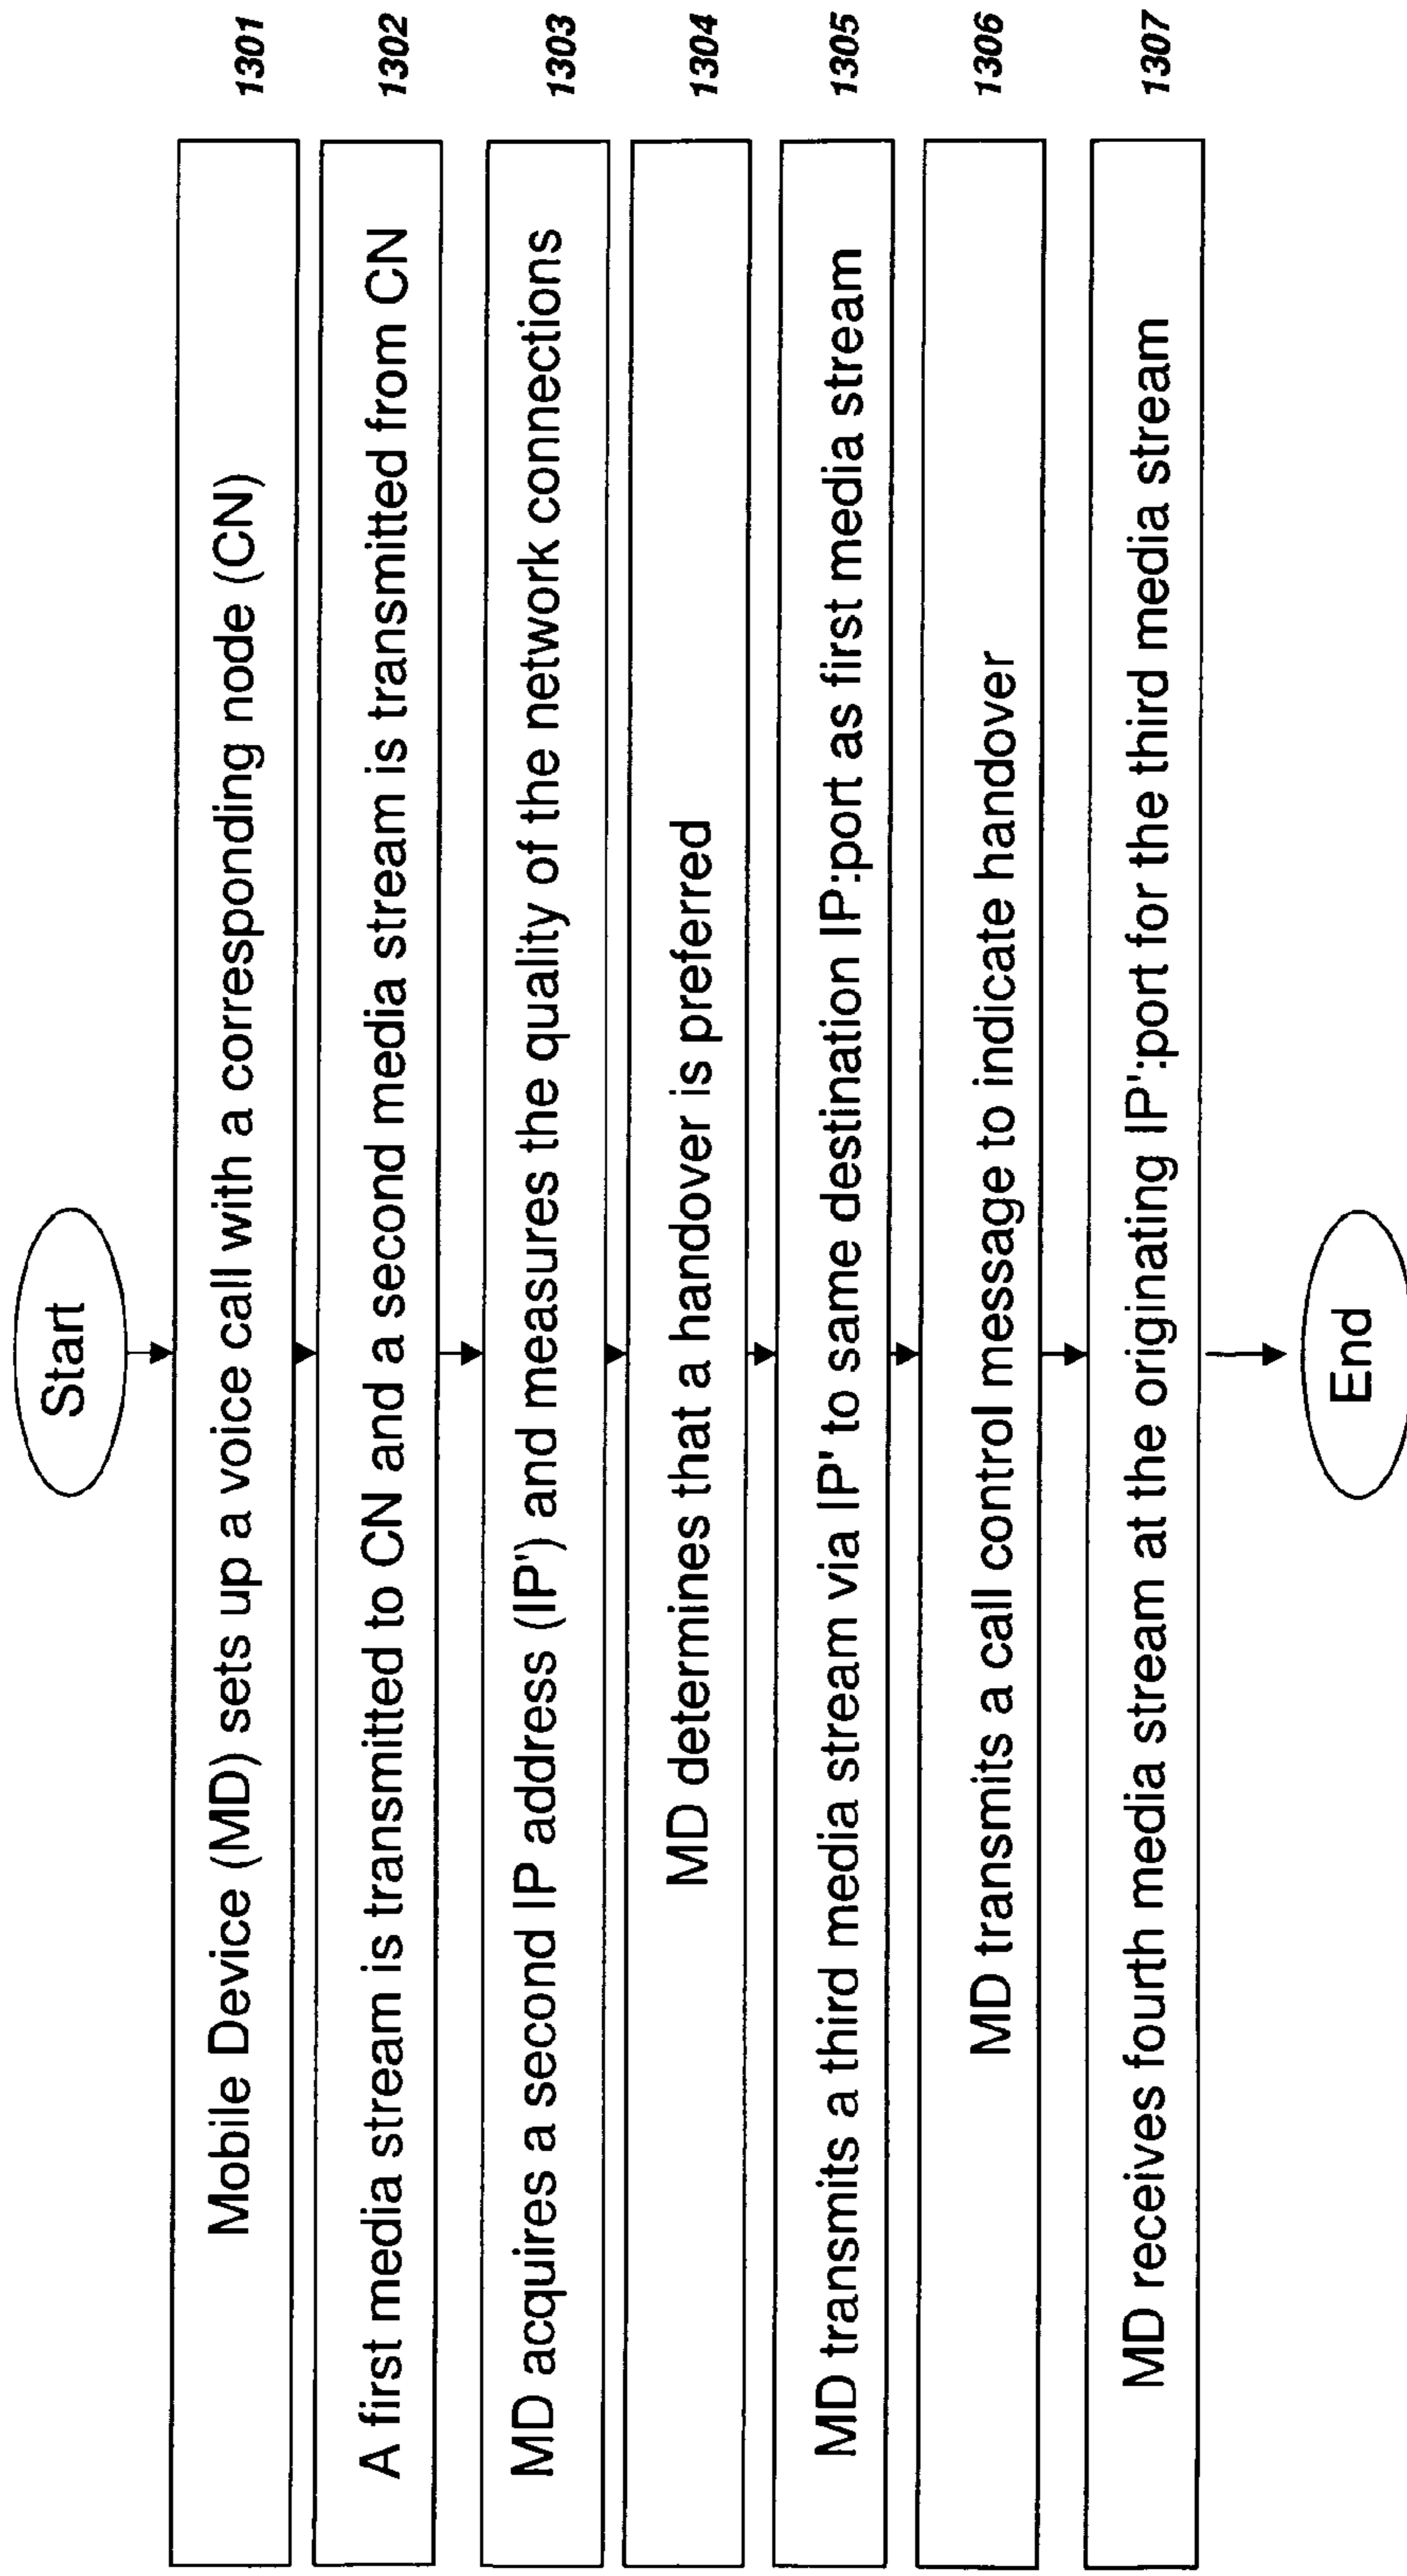 Start
Mobile Device (MD) sets up a voice call with a corresponding node (CN)
1301
A first media stream is transmitted to CN and a second media stream is transmitted from CN
1302
MD acquires a second IP address (IP') and measures the quality of the network connections
1303
MD determines that a handover is preferred
1304
MD transmits a third media stream via IP' to same destination IP:port as first media stream
1305
MD transmits a call control message to indicate handover
1306
MD receives fourth media stream at the originating IP':port for the third media stream
1307
End